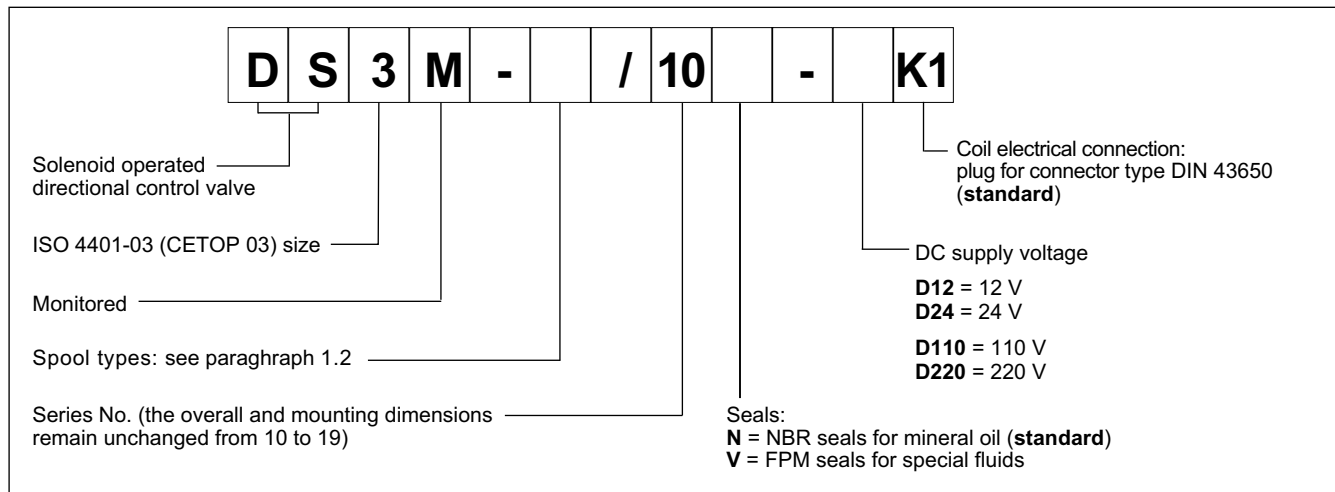 D S 3 M - / 10 - K1
Solenoid operated
directional control valve
ISO 4401-03 (CETOP 03) size
Monitored
Spool types: see paraghraph 1.2
Series No. (the overall and mounting dimensions
remain unchanged from 10 to 19)
Coil electrical connection:
plug for connector type DIN 43650
(standard)
DC supply voltage
D12 = 12 V
D24 = 24 V
D110 = 110 V
D220 = 220 V
Seals:
N = NBR seals for mineral oil (standard)
V = FPM seals for special fluids